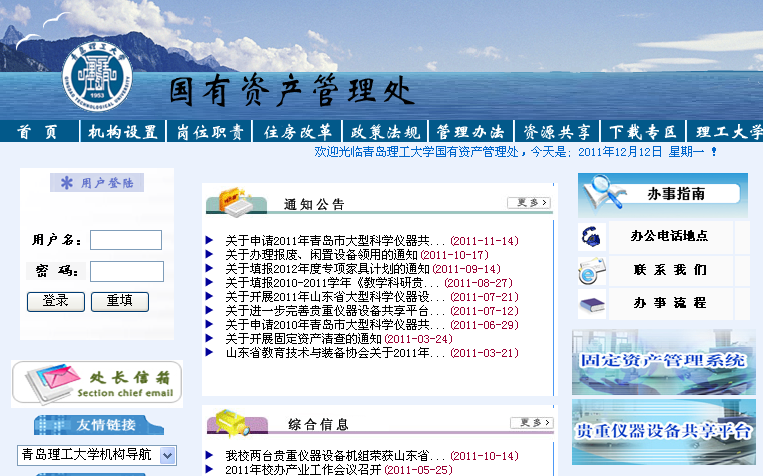 青岛理工大学
QINGDAO TECHNOLOGICAL UNIVERSITY
1953
国有资产管理处
首 页 机构设置 岗位职责 住房改革 政策法规 管理办法 资源共享 下载专区 理工大学
欢迎光临青岛理工大学国有资产管理处，今天是: 2011年12月12日 星期一 ！
用户登陆
用户名:
密 码:
登录 重填
处长信箱
Section chief email
友情链接
青岛理工大学机构导航
通知公告 更多
关于申请2011年青岛市大型科学仪器共... (2011-11-14)
关于办理报废、闲置设备领用的通知 (2011-10-17)
关于填报2012年度专项家具计划的通知 (2011-09-14)
关于填报2010-2011学年《教学科研贵... (2011-08-27)
关于开展2011年山东省大型科学仪器设... (2011-07-21)
关于进一步完善贵重仪器设备共享平台... (2011-07-12)
关于申请2010年青岛市大型科学仪器共... (2011-06-29)
关于开展固定资产清查的通知 (2011-03-24)
山东省教育技术与装备协会关于2011年... (2011-03-21)
综合信息 更多
我校两台贵重仪器设备机组荣获山东省... (2011-10-14)
2011年校办产业工作会议召开 (2011-05-25)
办事指南
办公电话地点
联 系 我 们
办 事 流 程
固定资产管理系统
贵重仪器设备共享平台